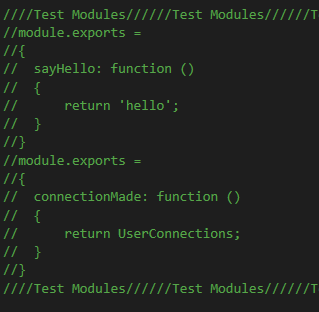 ////Test Modules//////Test Modules//////T
//module.exports =
//{
//  sayHello: function ()
//  {
//      return 'hello';
//  }
//}
//module.exports =
//{
//  connectionMade: function ()
//  {
//      return UserConnections;
//  }
//}
////Test Modules//////Test Modules//////T